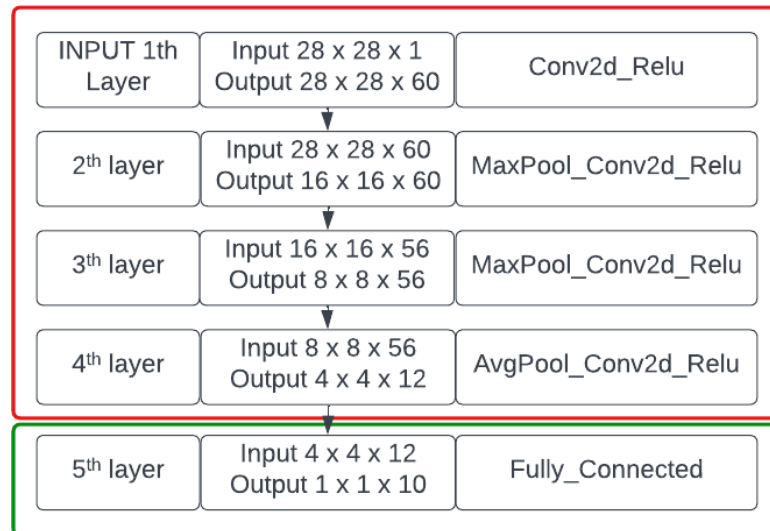 INPUT 1th
Layer
Input 28 x 28 x 1
Output 28 x 28 x 60
Conv2d_Relu
2th layer
Input 28 x 28 x 60
Output 16 x 16 x 60
MaxPool_Conv2d_Relu
3th layer
Input 16 x 16 x 56
Output 8 x 8 x 56
MaxPool_Conv2d_Relu
4th layer
Input 8 x 8 x 56
Output 4 x 4 x 12
AvgPool_Conv2d_Relu
5th layer
Input 4 x 4 x 12
Output 1 x 1 x 10
Fully_Connected